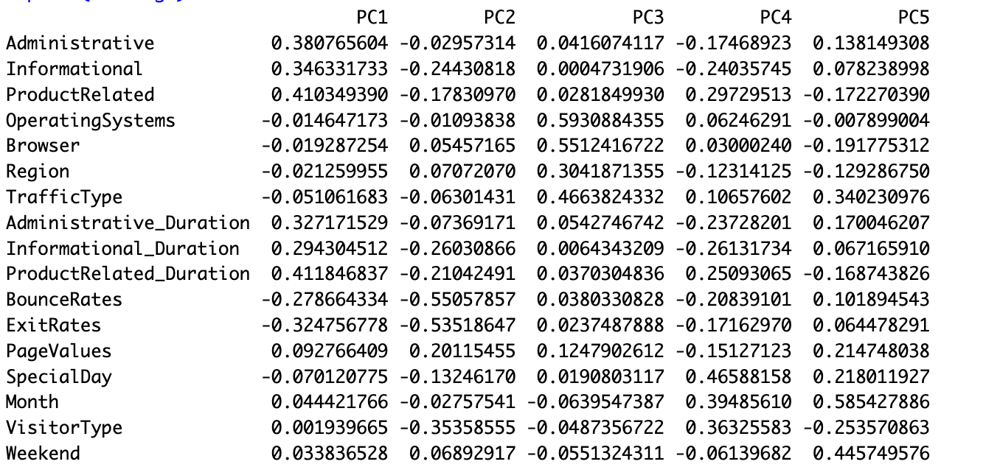 PC1 PC2 PC3 PC4 PC5
Administrative 0.380765604 -0.02957314 0.0416074117 -0.17468923 0.138149308
Informational 0.346331733 -0.24430818 0.0004731906 -0.24035745 0.078238998
ProductRelated 0.410349390 -0.17830970 0.0281849930 0.29729513 -0.172270390
OperatingSystems -0.014647173 -0.01093838 0.5930884355 0.06246291 -0.007899004
Browser -0.019287254 0.05457165 0.5512416722 0.03000240 -0.191775312
Region -0.021259955 0.07072070 0.3041871355 -0.12314125 -0.129286750
TrafficType -0.051061683 -0.06301431 0.4663824332 0.10657602 0.340230976
Administrative_Duration 0.327171529 -0.07369171 0.0542746742 -0.23728201 0.170046207
Informational_Duration 0.294304512 -0.26030866 0.0064343209 -0.26131734 0.067165910
ProductRelated_Duration 0.411846837 -0.21042491 0.0370304836 0.25093065 -0.168743826
BounceRates -0.278664334 -0.55057857 0.0380330828 -0.20839101 0.101894543
ExitRates -0.324756778 -0.53518647 0.0237487888 -0.17162970 0.064478291
PageValues 0.092766409 0.20115455 0.1247902612 -0.15127123 0.214748038
SpecialDay -0.070120775 -0.13246170 0.0190803117 0.46588158 0.218011927
Month 0.044421766 -0.02757541 -0.0639547387 0.39485610 0.585427886
VisitorType 0.001939665 -0.35358555 -0.0487356722 0.36325583 -0.253570863
Weekend 0.033836528 0.06892917 -0.0551324311 -0.06139682 0.445749576